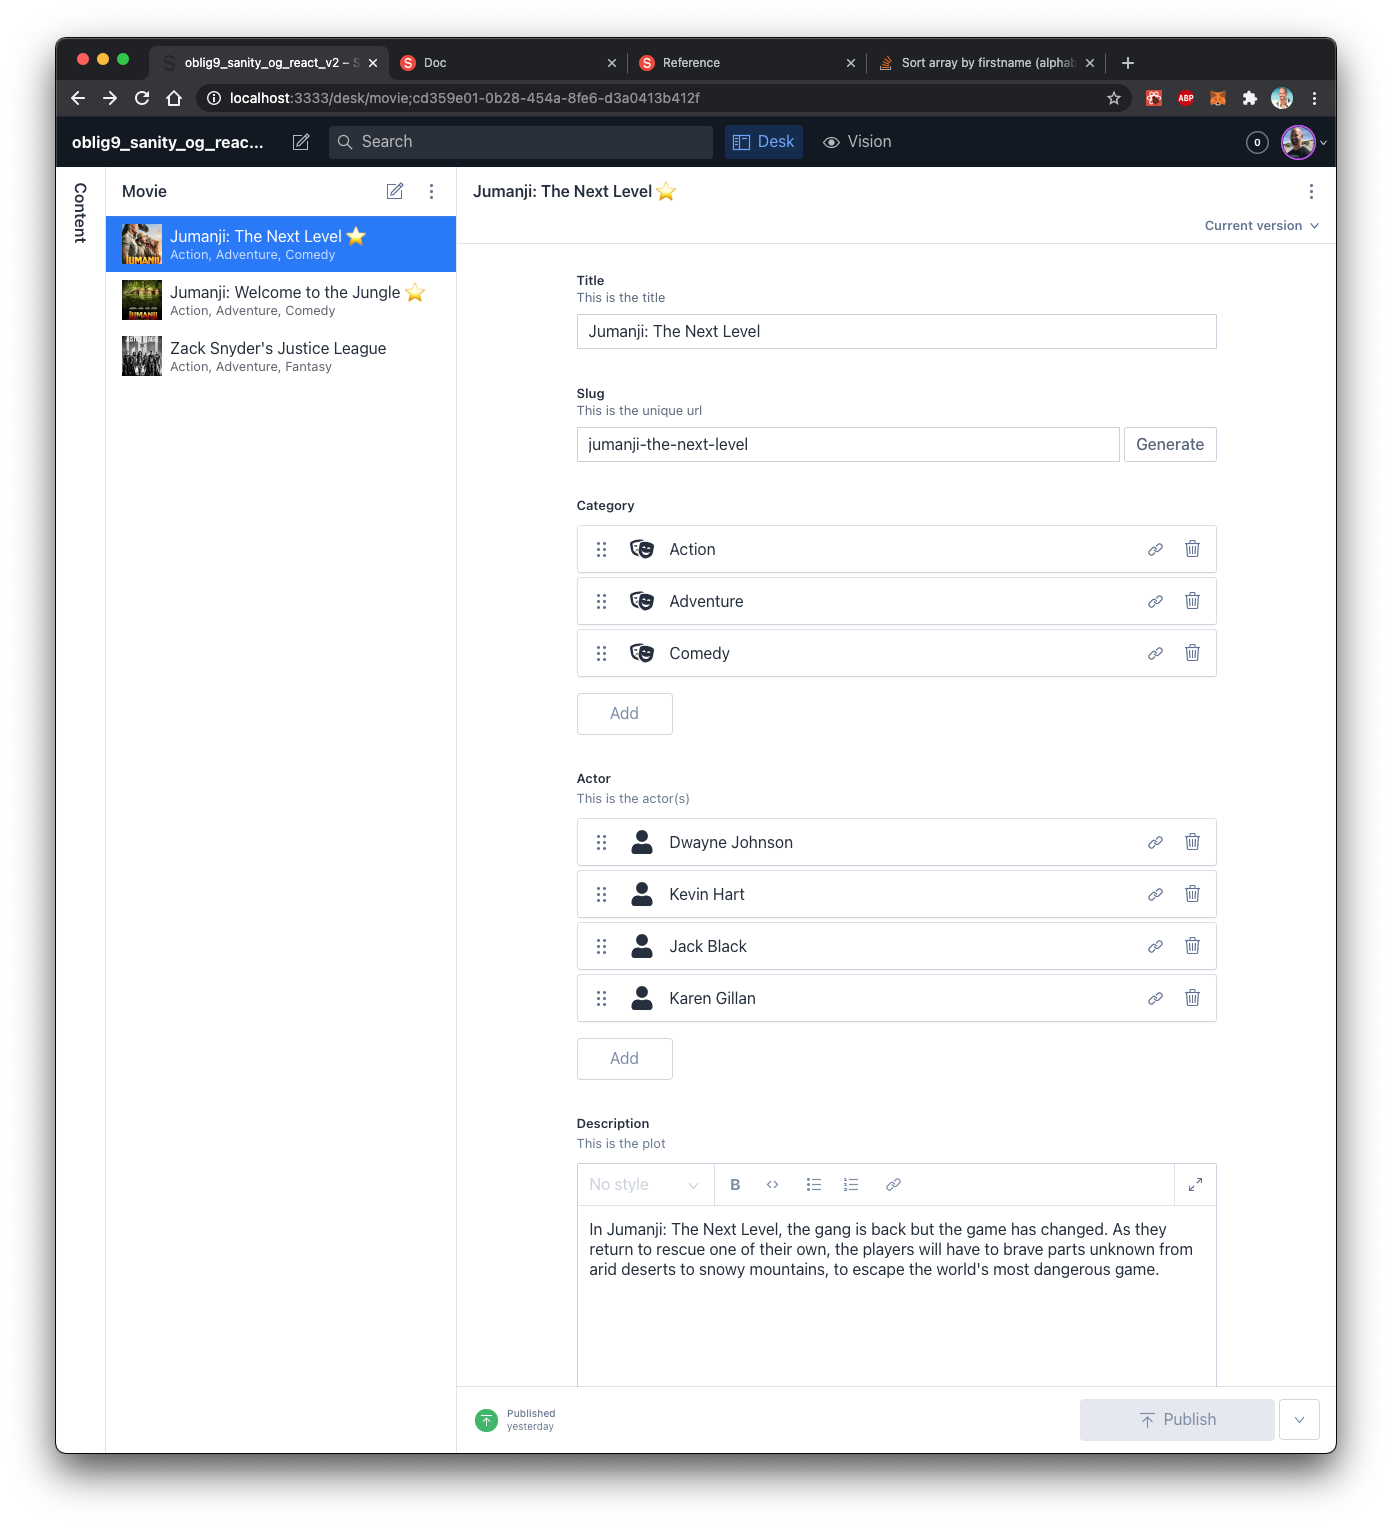 oblig9_sanity_og_react_v2 – S
Doc
Reference
Sort array by firstname (alphab
localhost:3333/desk/movie;cd359e01-0b28-454a-8fe6-d3a0413b412f
ABP
oblig9_sanity_og_reac...
Search
Desk
Vision
0
Content
Movie
Jumanji: The Next Level ⭐
Action, Adventure, Comedy
Jumanji: Welcome to the Jungle ⭐
Action, Adventure, Comedy
Zack Snyder's Justice League
Action, Adventure, Fantasy
Jumanji: The Next Level ⭐
Current version
Title
This is the title
Jumanji: The Next Level
Slug
This is the unique url
jumanji-the-next-level
Generate
Category
Action
Adventure
Comedy
Add
Actor
This is the actor(s)
Dwayne Johnson
Kevin Hart
Jack Black
Karen Gillan
Add
Description
This is the plot
No style
B
In Jumanji: The Next Level, the gang is back but the game has changed. As they
return to rescue one of their own, the players will have to brave parts unknown from
arid deserts to snowy mountains, to escape the world's most dangerous game.
Published
yesterday
Publish